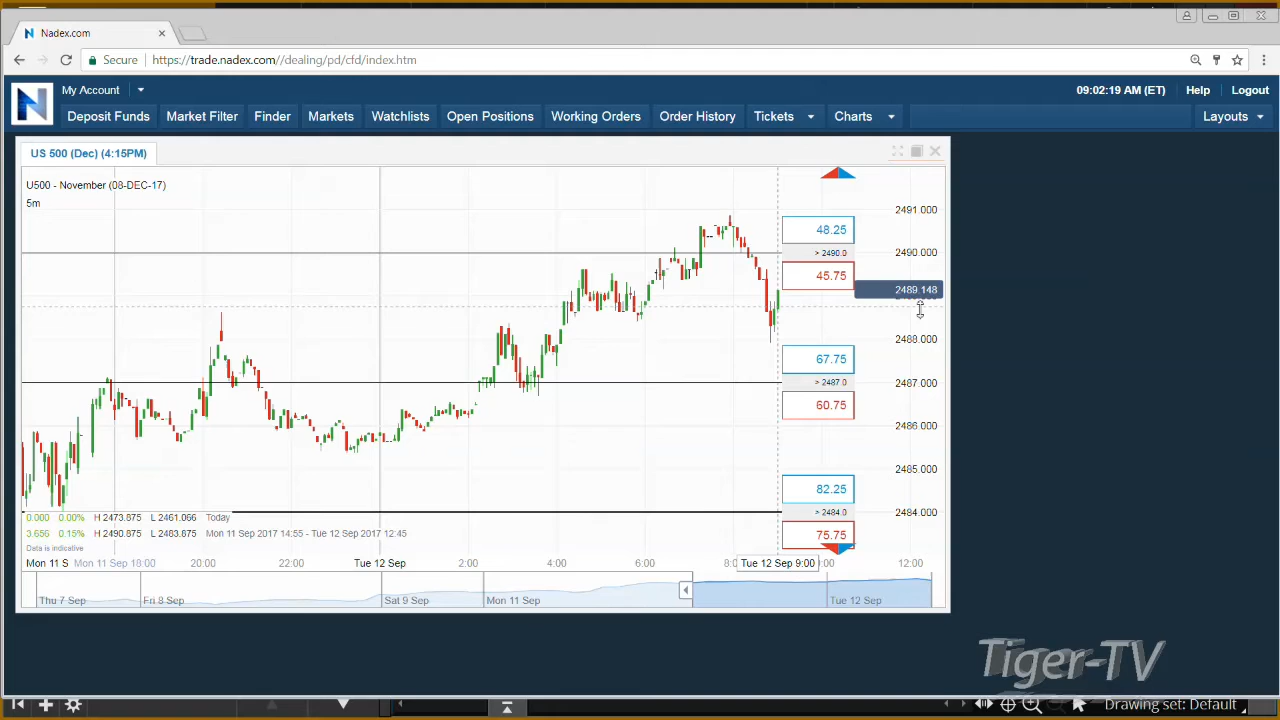 Nadex.com
Secure https://trade.nadex.com//dealing/pd/cfd/index.htm
My Account
09:02:19 AM (ET) Help Logout
Deposit Funds Market Filter Finder Markets Watchlists Open Positions Working Orders Order History Tickets Charts Layouts
US 500 (Dec) (4:15PM)
U500 - November (08-DEC-17)
5m
2491.000
48.25
> 2490.0
2490.000
45.75
2489.148
2488.000
67.75
> 2487.0
2487.000
60.75
2486.000
2485.000
82.25
> 2484.0
2484.000
75.75
0.000 0.00% H 2473.875 L 2461.066 Today
3.656 0.15% H 2490.875 L 2483.875 Mon 11 Sep 2017 14:55 - Tue 12 Sep 2017 12:45
Data is indicative
Mon 11 S Mon 11 Sep 18:00 20:00 22:00 Tue 12 Sep 2:00 4:00 6:00 Tue 12 Sep 9:00 12:00
Thu 7 Sep Fri 8 Sep Sat 9 Sep Mon 11 Sep Tue 12 Sep
Tiger-TV
Drawing set: Default